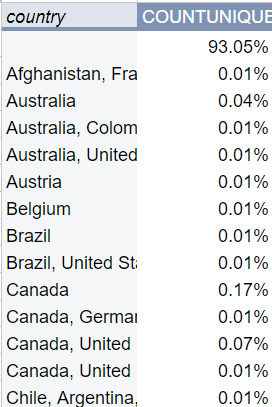 country COUNTUNIQUE
93.05%
Afghanistan, Fra 0.01%
Australia 0.04%
Australia, Colom 0.01%
Australia, United 0.01%
Austria 0.01%
Belgium 0.01%
Brazil 0.01%
Brazil, United Sta 0.01%
Canada 0.17%
Canada, German 0.01%
Canada, United 0.07%
Canada, United 0.01%
Chile, Argentina, 0.01%